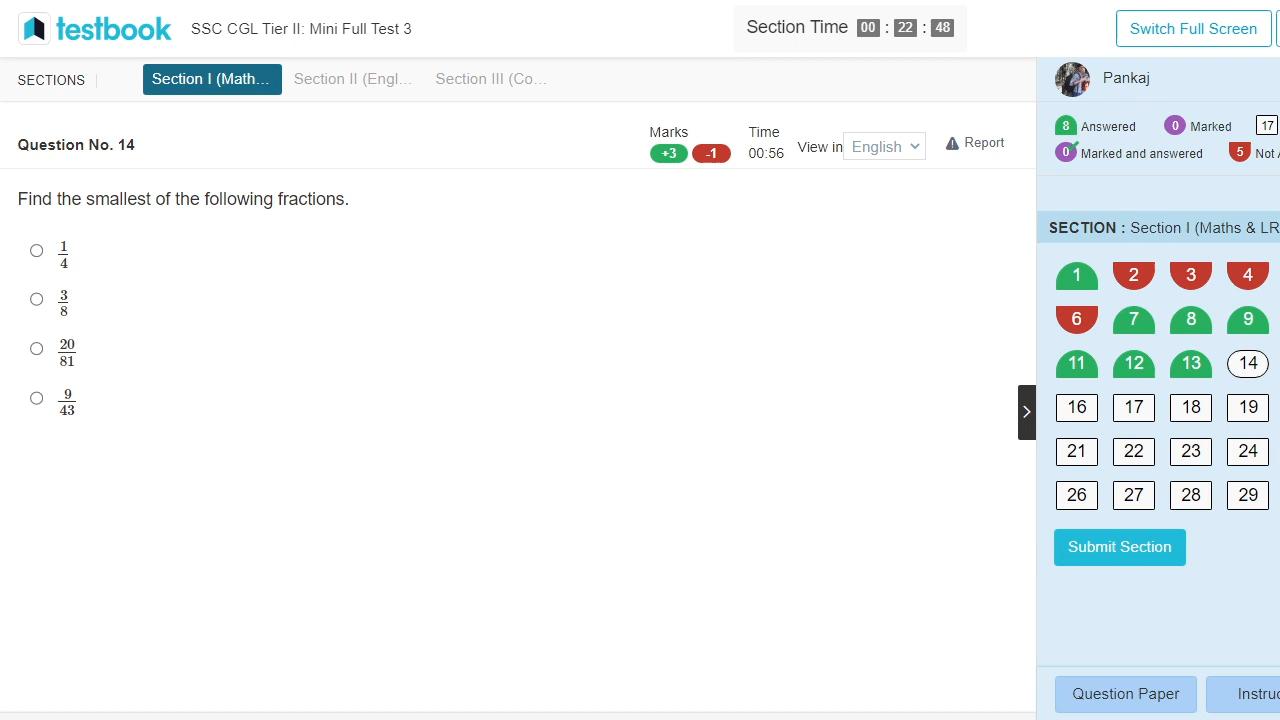 testbook SSC CGL Tier II: Mini Full Test 3 Section Time 00 : 22 : 48 Switch Full Screen
SECTIONS Section I (Math... Section II (Engl... Section III (Co... Pankaj
Question No. 14 Marks +3 -1 Time 00:56 View in English Report
8 Answered 0 Marked 17
0 Marked and answered 5 Not
Find the smallest of the following fractions.
SECTION : Section I (Maths & LR
1/4
3/8
20/81
9/43
1 2 3 4
6 7 8 9
11 12 13 14
16 17 18 19
21 22 23 24
26 27 28 29
Submit Section
Question Paper Instruc